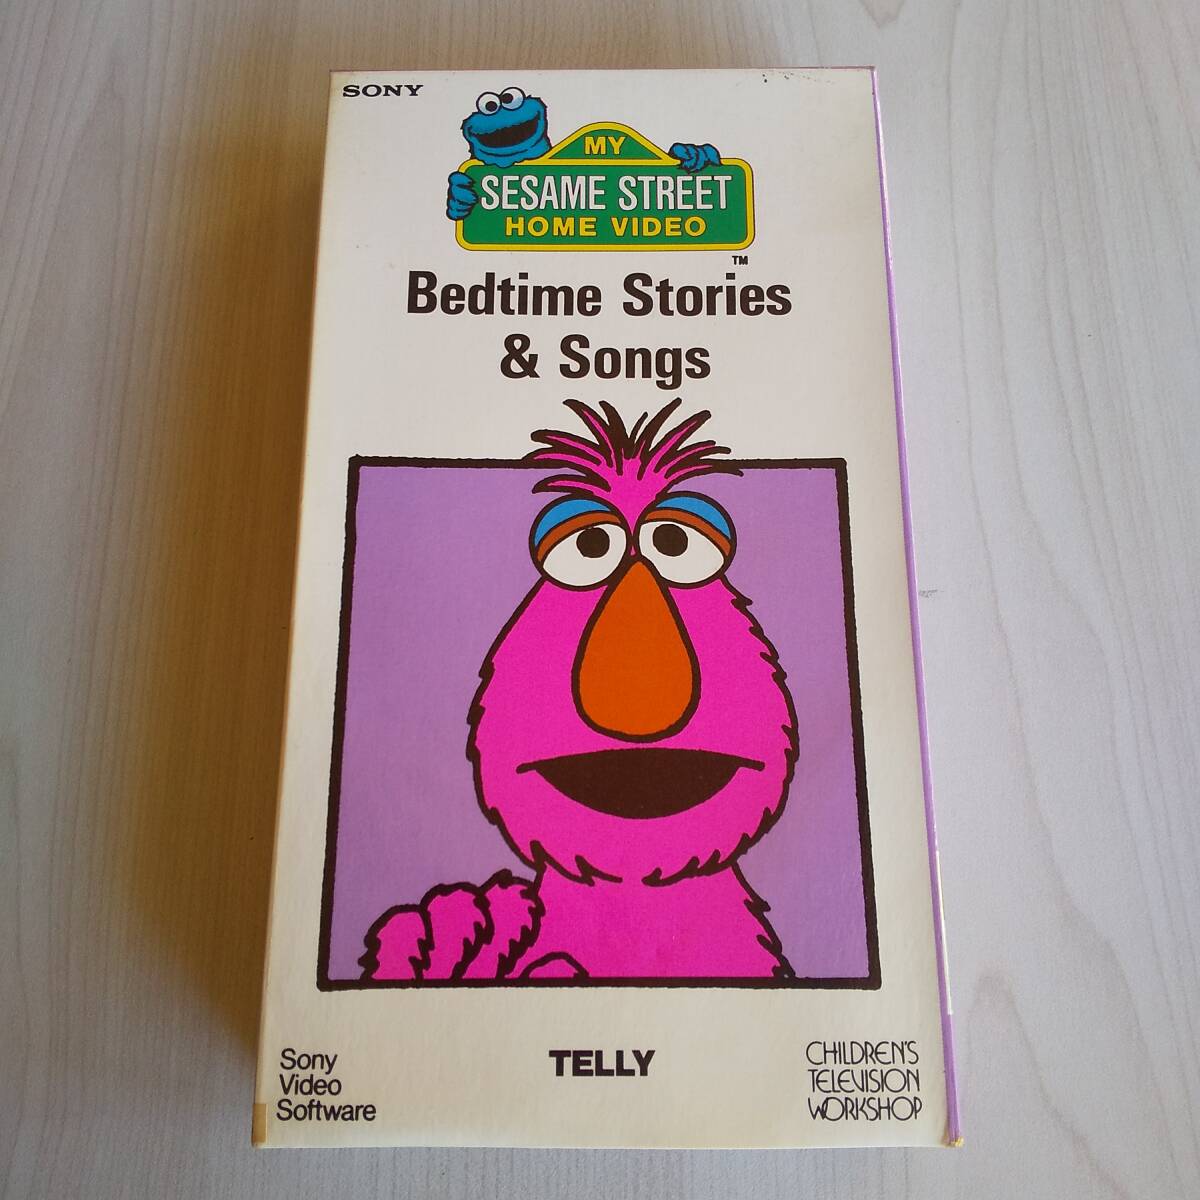 SONY
MY
SESAME STREET
HOME VIDEO
TM
Bedtime Stories
& Songs
Sony
Video
Software
TELLY
CHILDREN'S
TELEVISION
WORKSHOP